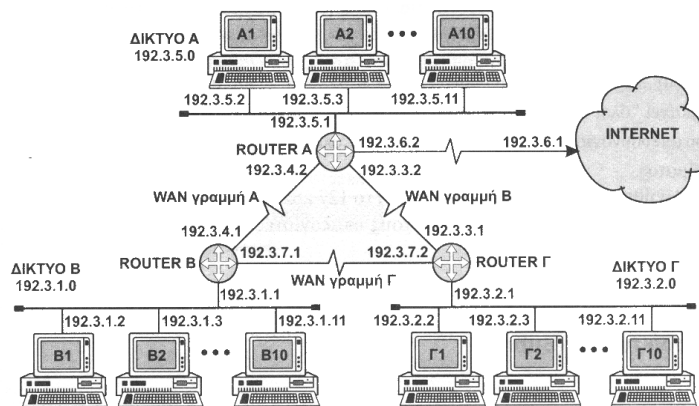 ΔΙΚΤΥΟ Α
192.3.5.0
A1
A2
A10
192.3.5.2
192.3.5.3
192.3.5.11
192.3.5.1
ROUTER A
192.3.6.2
192.3.6.1
INTERNET
192.3.4.2
192.3.3.2
WAN γραμμή Α
WAN γραμμή Β
192.3.4.1
192.3.3.1
ROUTER B
192.3.7.1
192.3.7.2
ROUTER Γ
WAN γραμμή Γ
ΔΙΚΤΥΟ Β
192.3.1.0
ΔΙΚΤΥΟ Γ
192.3.2.0
192.3.1.1
192.3.2.1
192.3.1.2
192.3.1.3
192.3.1.11
192.3.2.2
192.3.2.3
192.3.2.11
B1
B2
B10
Γ1
Γ2
Γ10